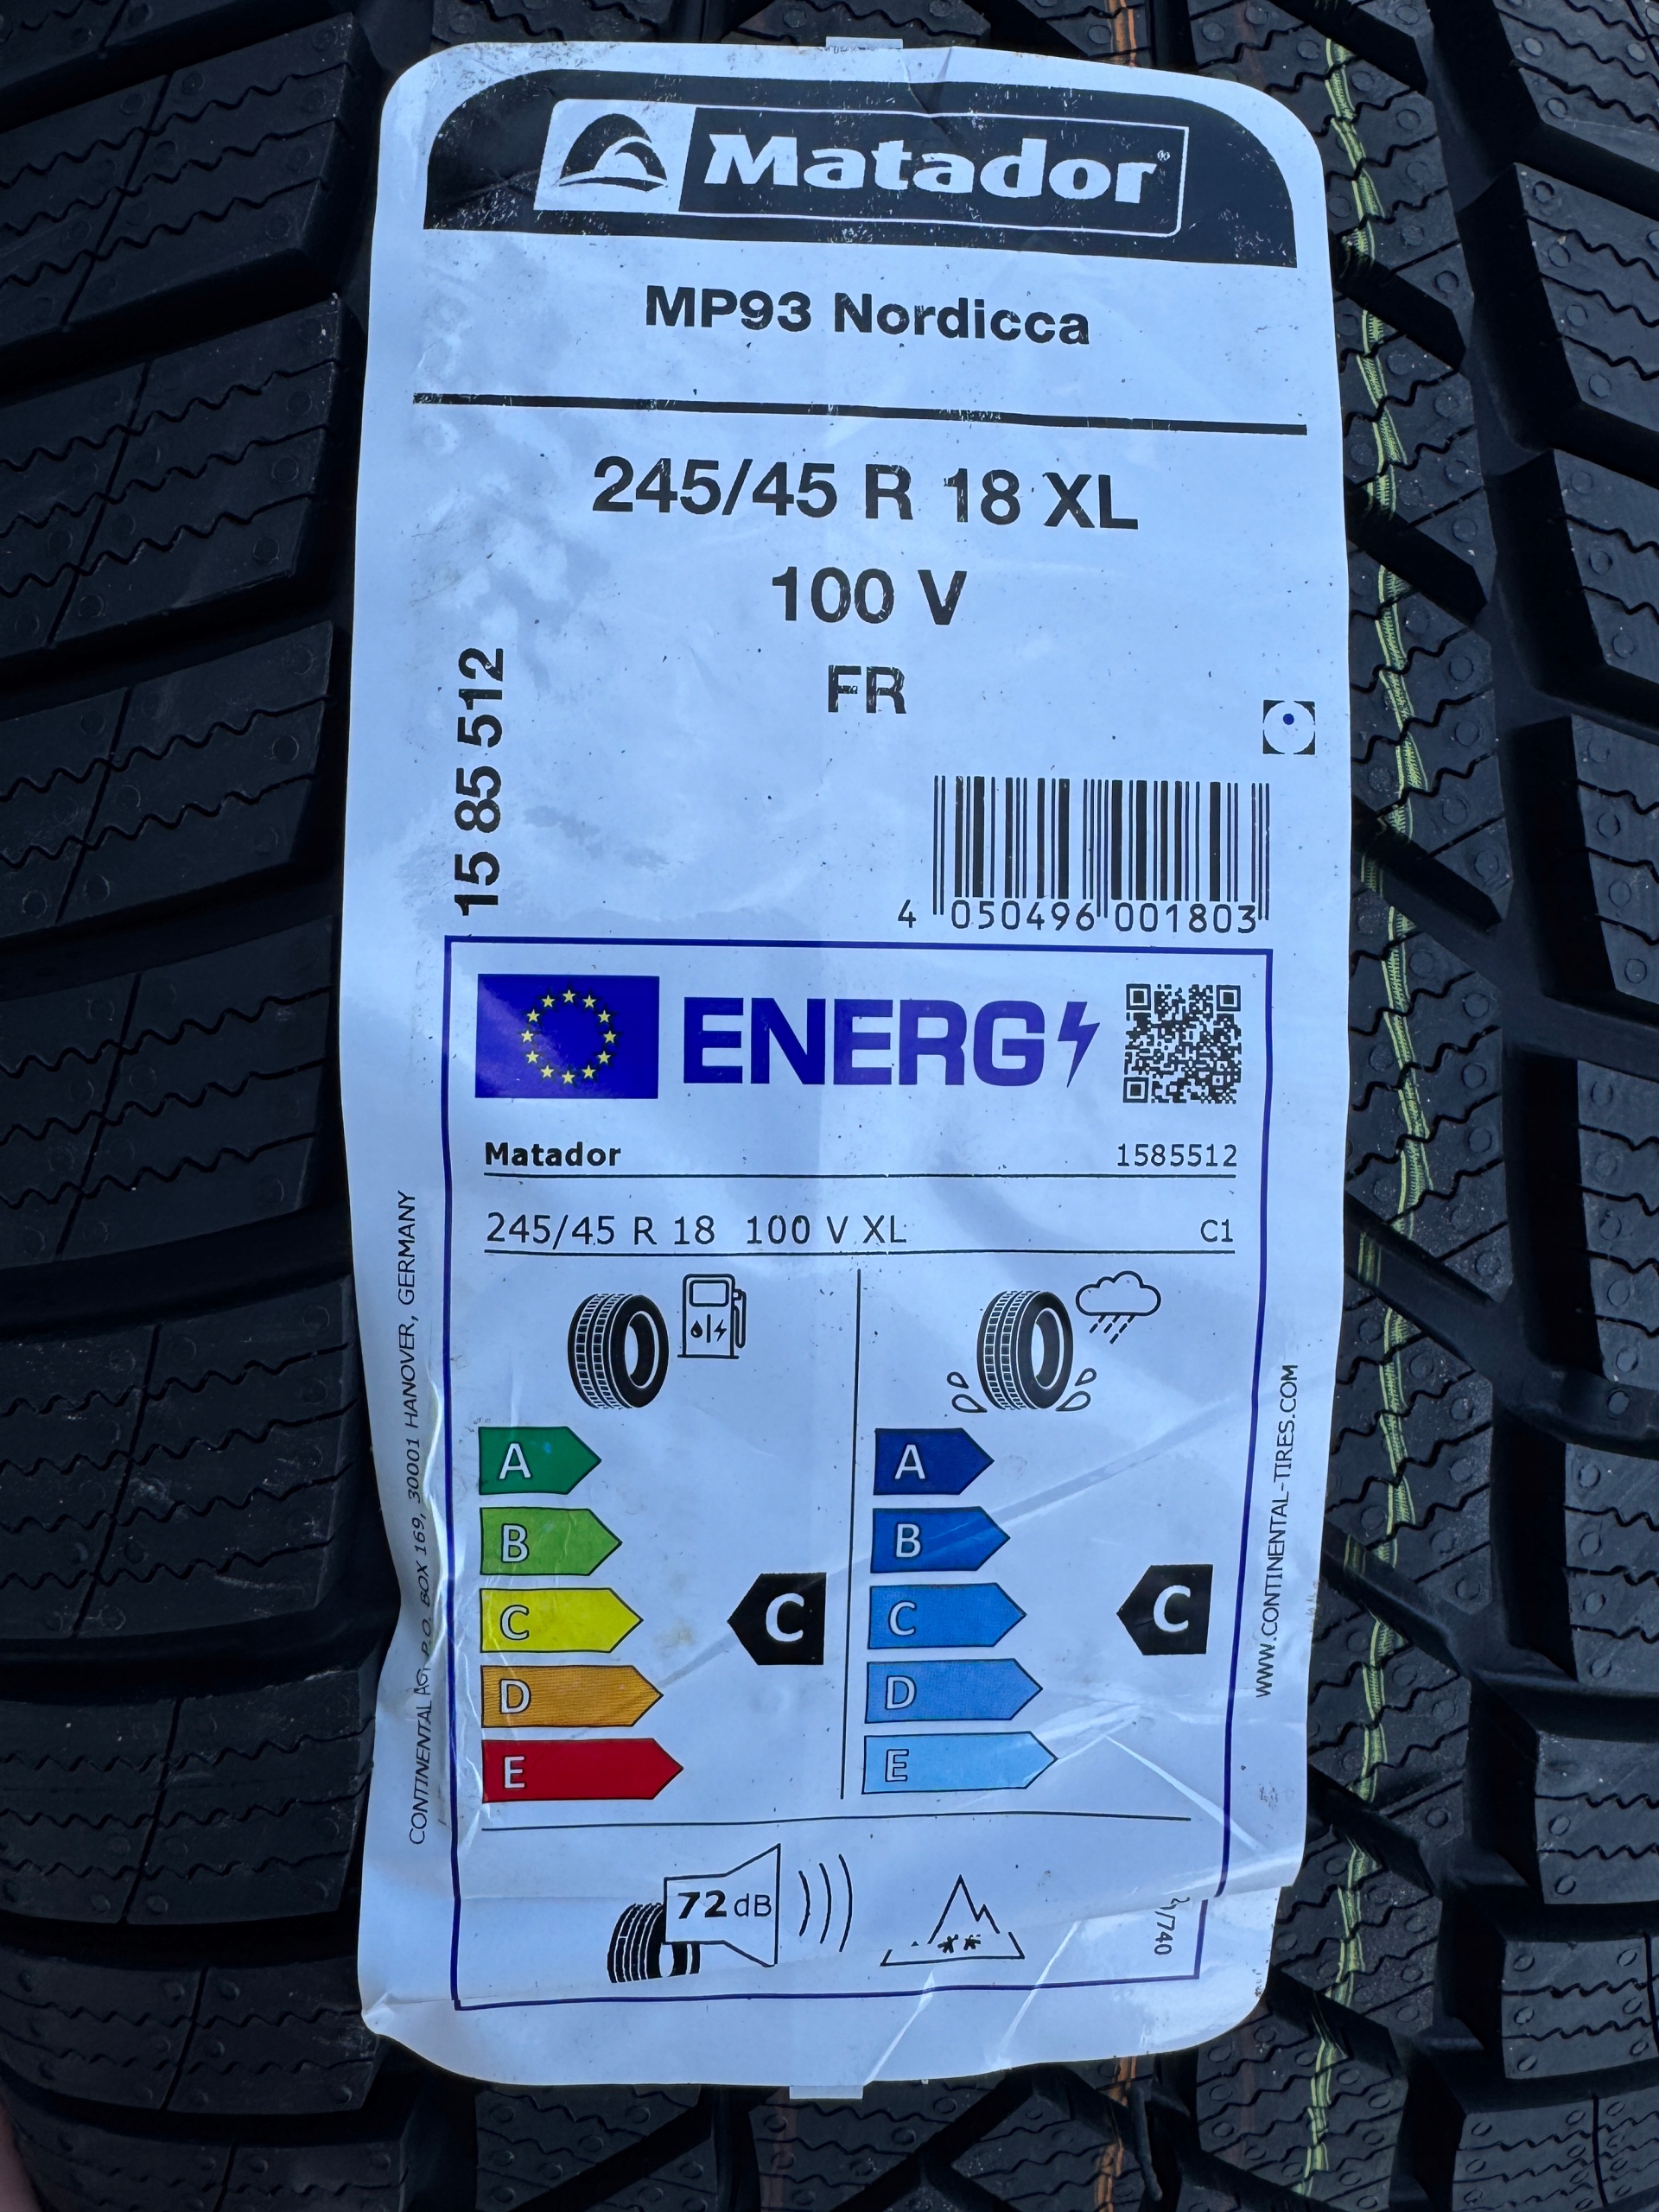 Matador®
MP93 Nordicca
245/45 R 18 XL
100 V
FR
15 85 512
4 050496 001803
ENERG
Matador 1585512
245/45 R 18 100 V XL C1
A A
B B
C C C C
D D
E E
72 dB
CONTINENTAL AG, P.O. BOX 169, 30001 HANOVER, GERMANY
WWW.CONTINENTAL-TIRES.COM